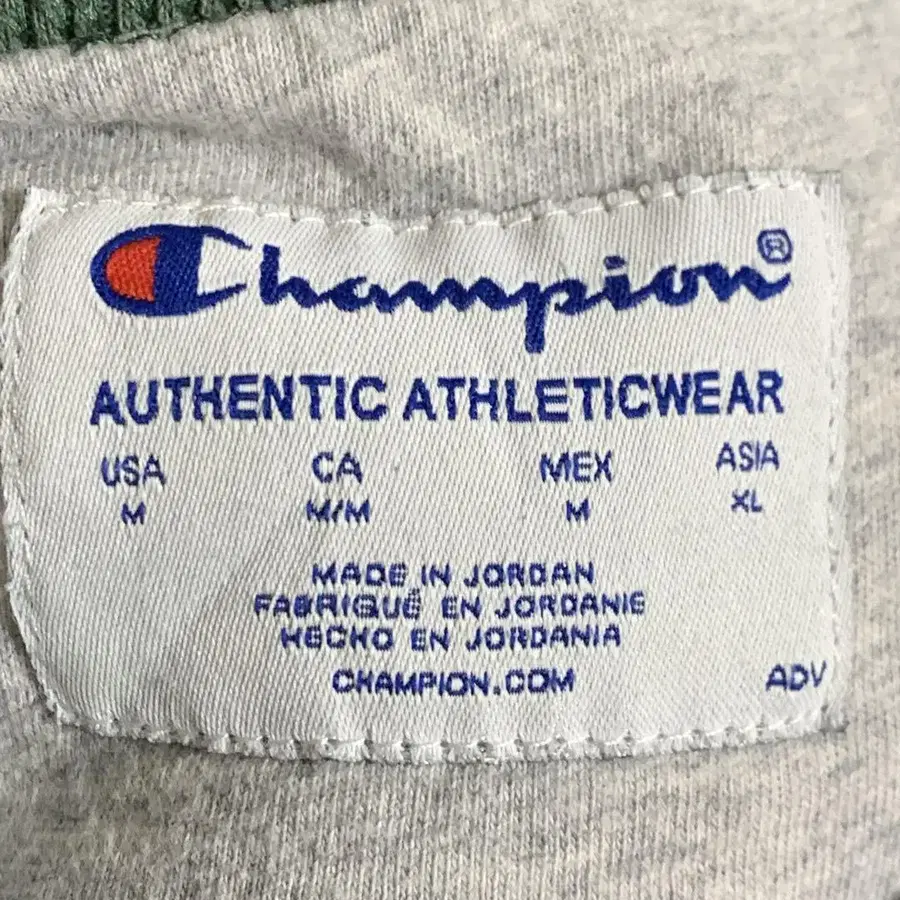 Champion®
AUTHENTIC ATHLETICWEAR
USA CA MEX ASIA
M M/M M XL
MADE IN JORDAN
FABRIQUÉ EN JORDANIE
HECHO EN JORDANIA
CHAMPION.COM
ADV